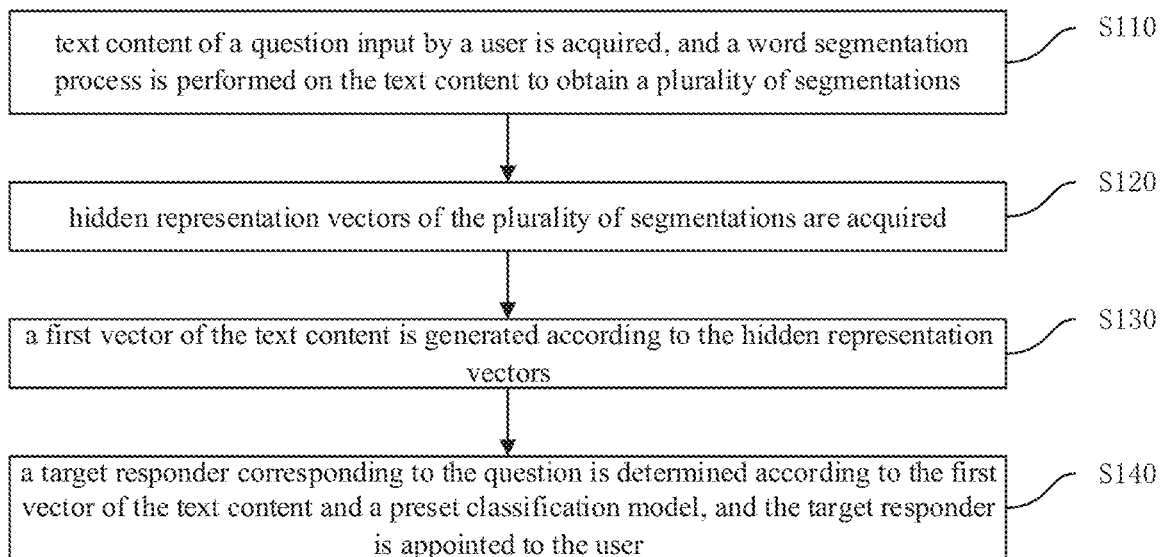 text content of a question input by a user is acquired, and a word segmentation
process is performed on the text content to obtain a plurality of segmentations
S110
hidden representation vectors of the plurality of segmentations are acquired
S120
a first vector of the text content is generated according to the hidden representation
vectors
S130
a target responder corresponding to the question is determined according to the first
vector of the text content and a preset classification model, and the target responder
is appointed to the user
S140